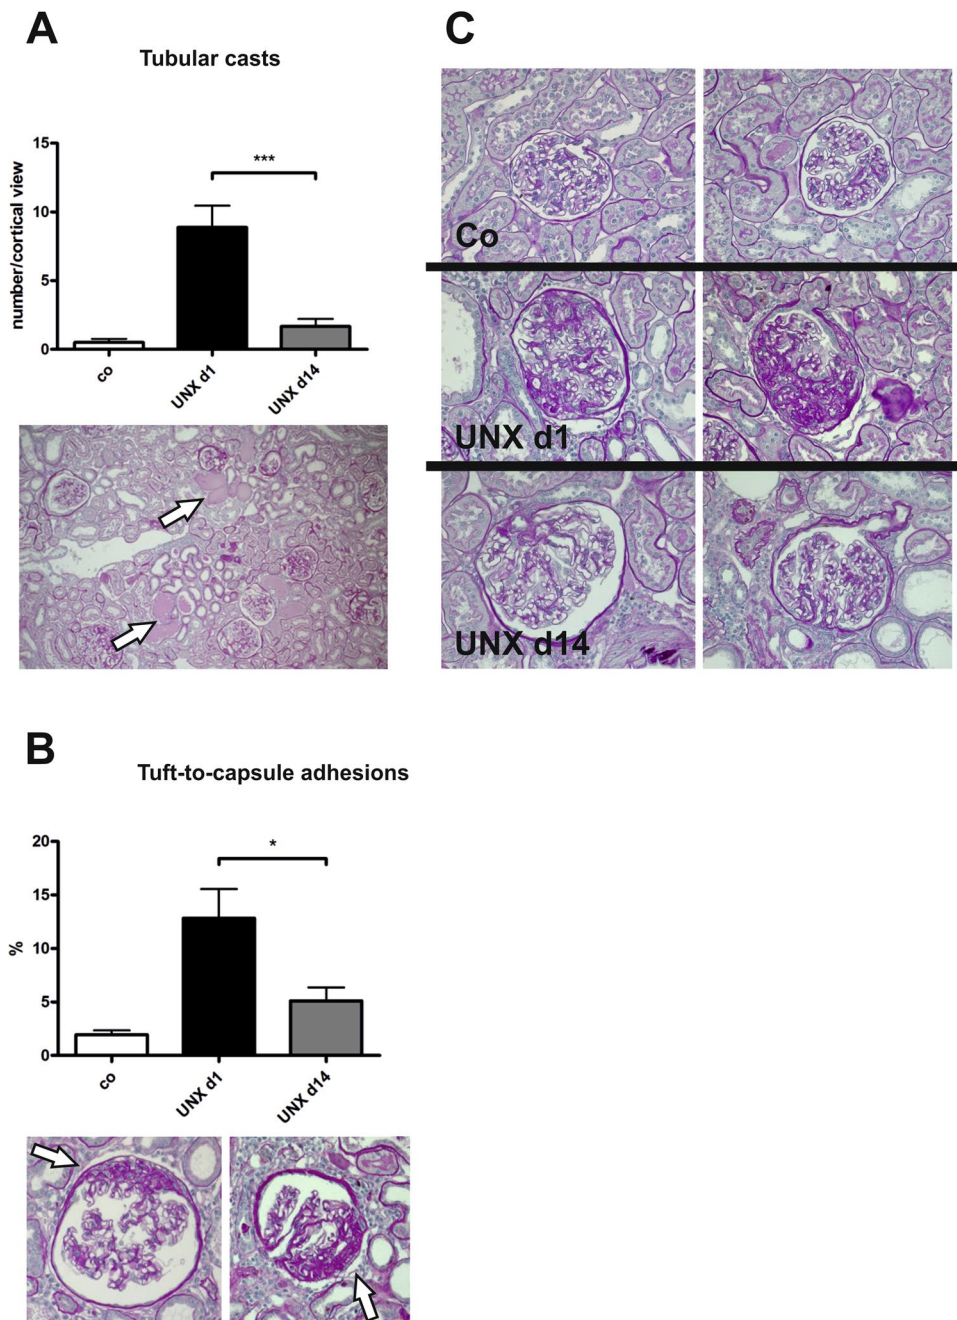 A
Tubular casts
number/cortical view
15
10
5
0
***
co
UNX d1
UNX d14
B
Tuft-to-capsule adhesions
%
20
15
10
5
0
*
co
UNX d1
UNX d14
C
Co
UNX d1
UNX d14